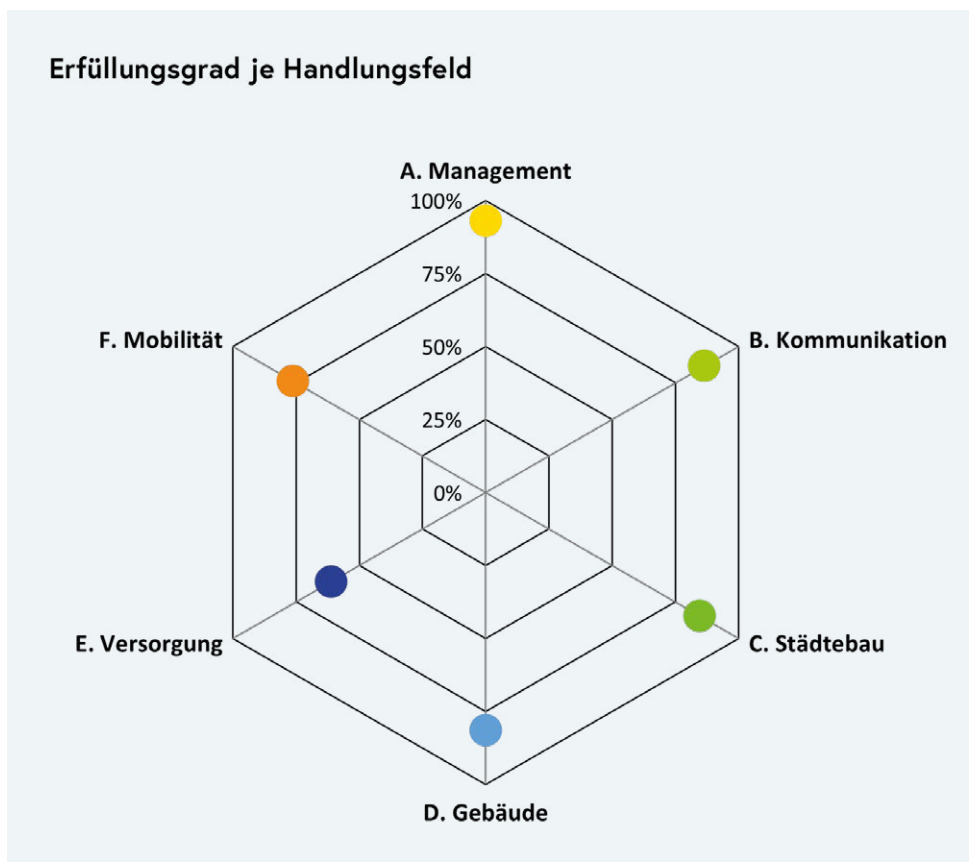 Erfüllungsgrad je Handlungsfeld
A. Management
100%
75%
F. Mobilität
B. Kommunikation
50%
25%
0%
E. Versorgung
C. Städtebau
D. Gebäude